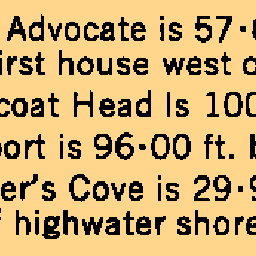 Advocate is 57·
irst house west o
coat Head Is 100
ort is 96·00 ft. b
er's Cove is 29·9
highwater shore